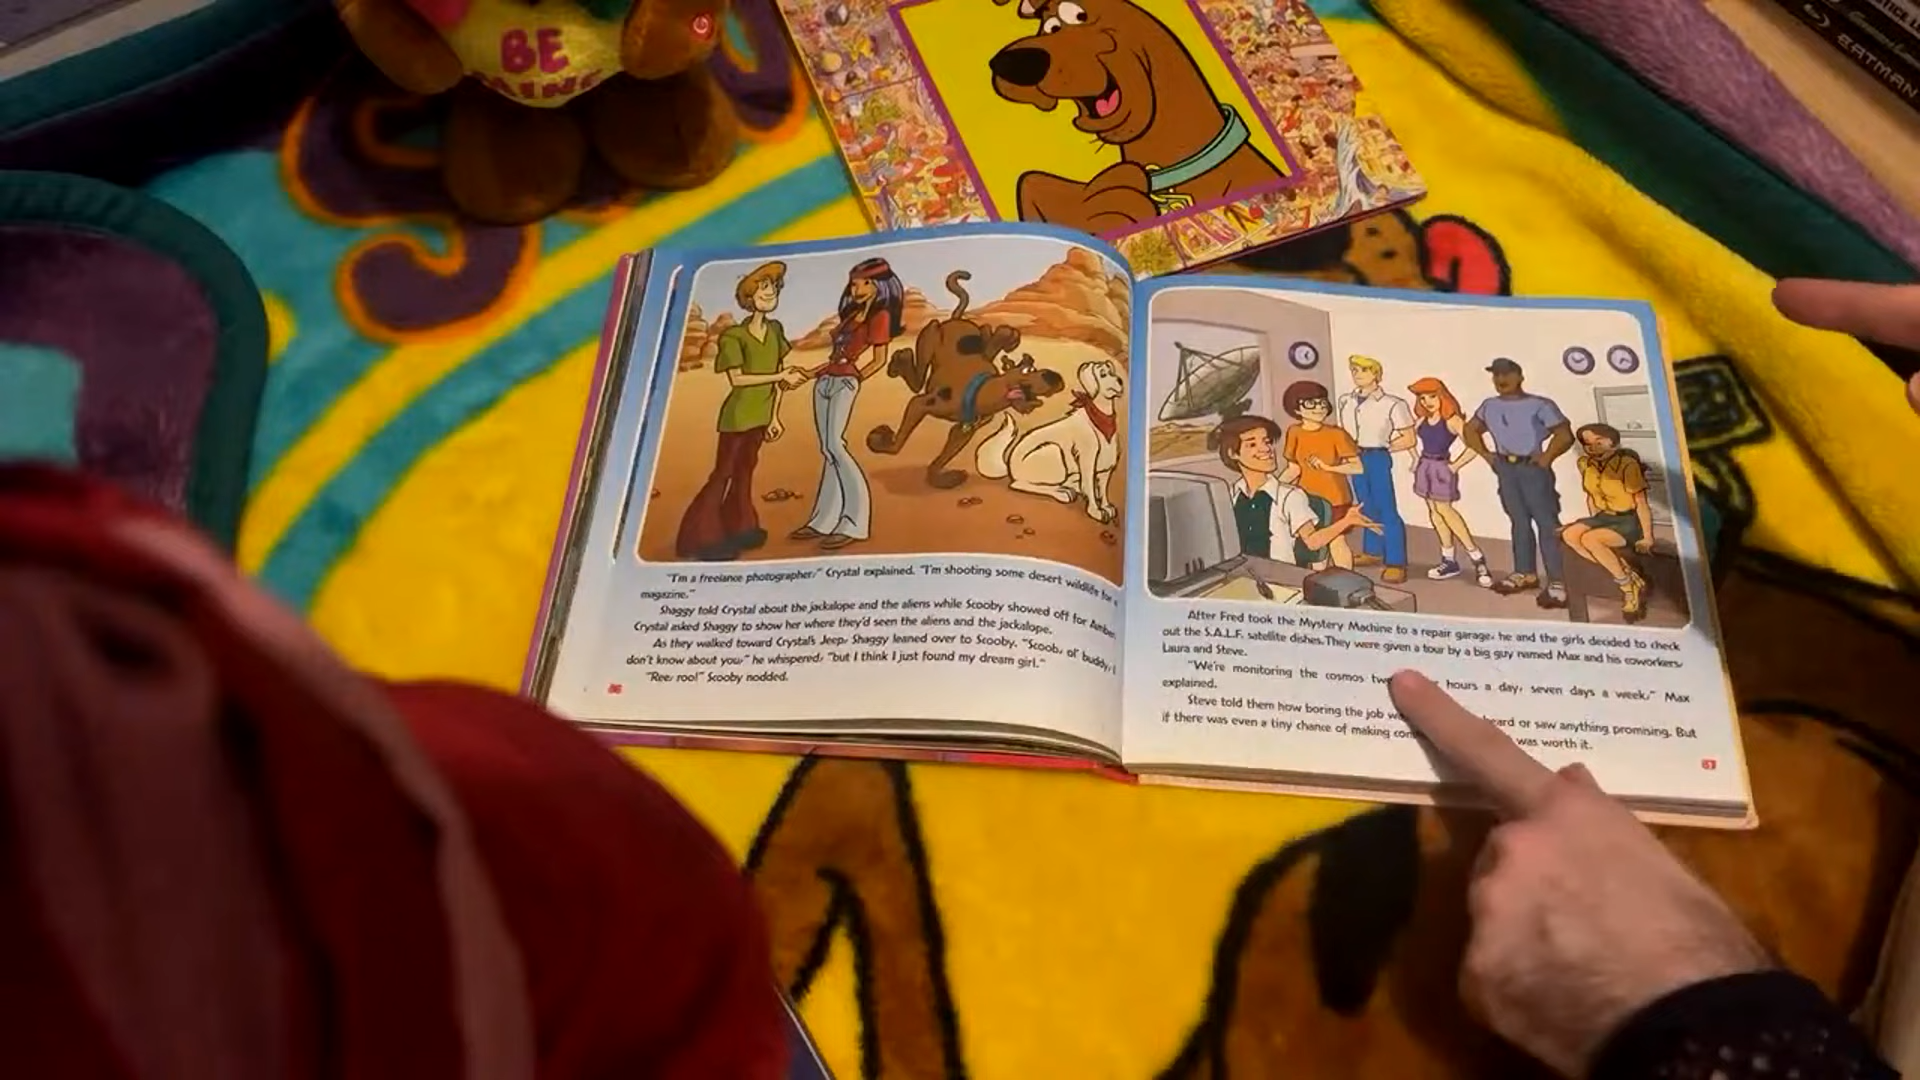 BE
MINE
BATMAN
"I'm a freelance photographer," Crystal explained. "I'm shooting some desert wildlife for a
magazine."
Shaggy told Crystal about the jackalope and the aliens while Scooby showed off for Amber.
Crystal asked Shaggy to show her where they'd seen the aliens and the jackalope.
As they walked toward Crystal's Jeep, Shaggy leaned over to Scooby. "Scoob, ol' buddy, I
don't know about you," he whispered, "but I think I just found my dream girl."
"Ree, roo!" Scooby nodded.
86
After Fred took the Mystery Machine to a repair garage, he and the girls decided to check
out the S.A.L.F. satellite dishes. They were given a tour by a big guy named Max and his coworkers,
Laura and Steve.
"We're monitoring the cosmos hours a day, seven days a week," Max
explained.
Steve told them how boring the job heard or saw anything promising. But
if there was even a tiny chance of making was worth it.
87